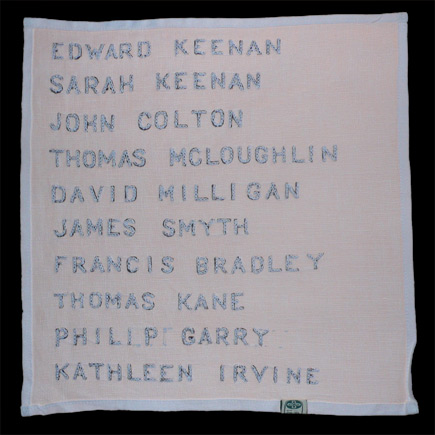 EDWARD KEENAN
SARAH KEENAN
JOHN COLTON
THOMAS MCLOUGHLIN
DAVID MILLIGAN
JAMES SMYTH
FRANCIS BRADLEY
THOMAS KANE
PHILLP GARRY
KATHLEEN IRVINE